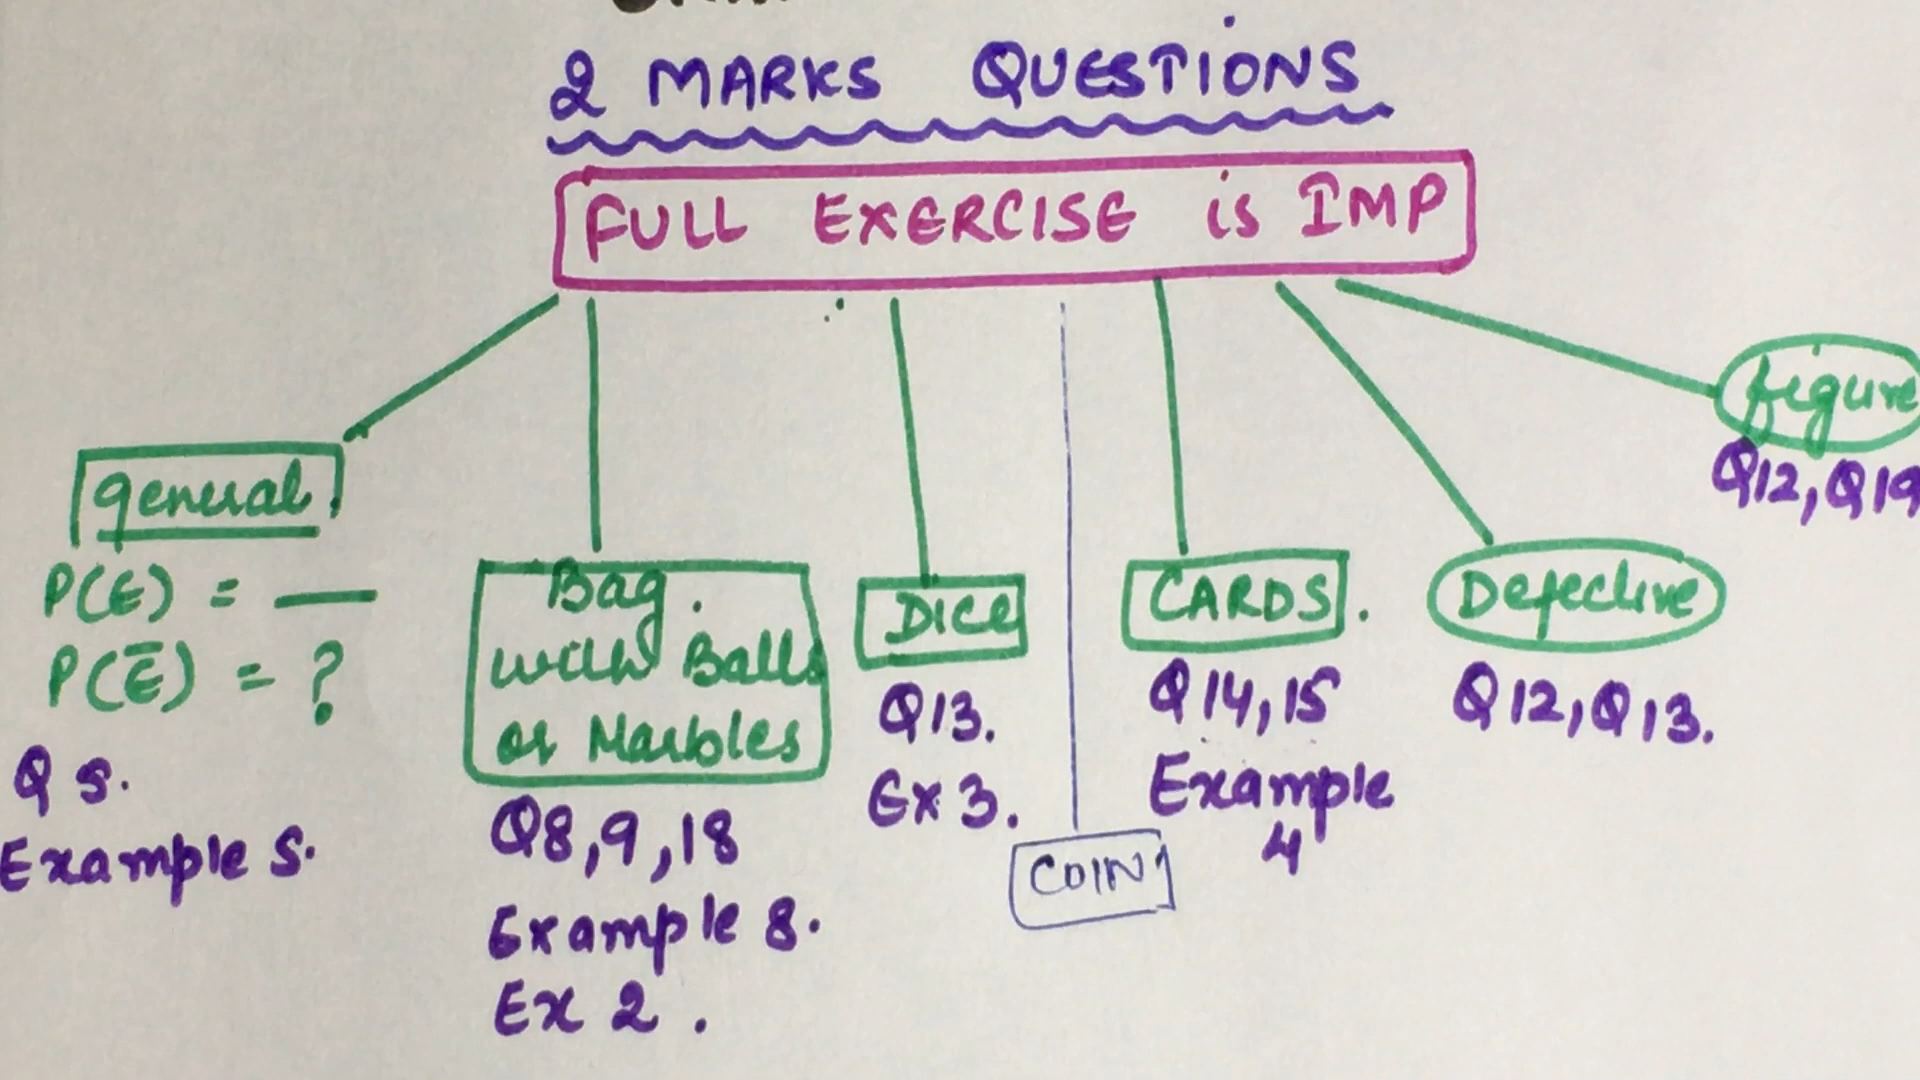 2 MARKS QUESTIONS
FULL EXERCISE is IMP
figure
Q12, Q19
general
P(E) = —
P(Ē) = ?
Q 5.
Example 5.
Bag.
with Balls
or Marbles
Q8,9,18
Example 8.
Ex 2.
DICE
Q13.
Ex 3.
COIN
CARDS.
Q14,15
Example
4
Defective
Q12,Q13.